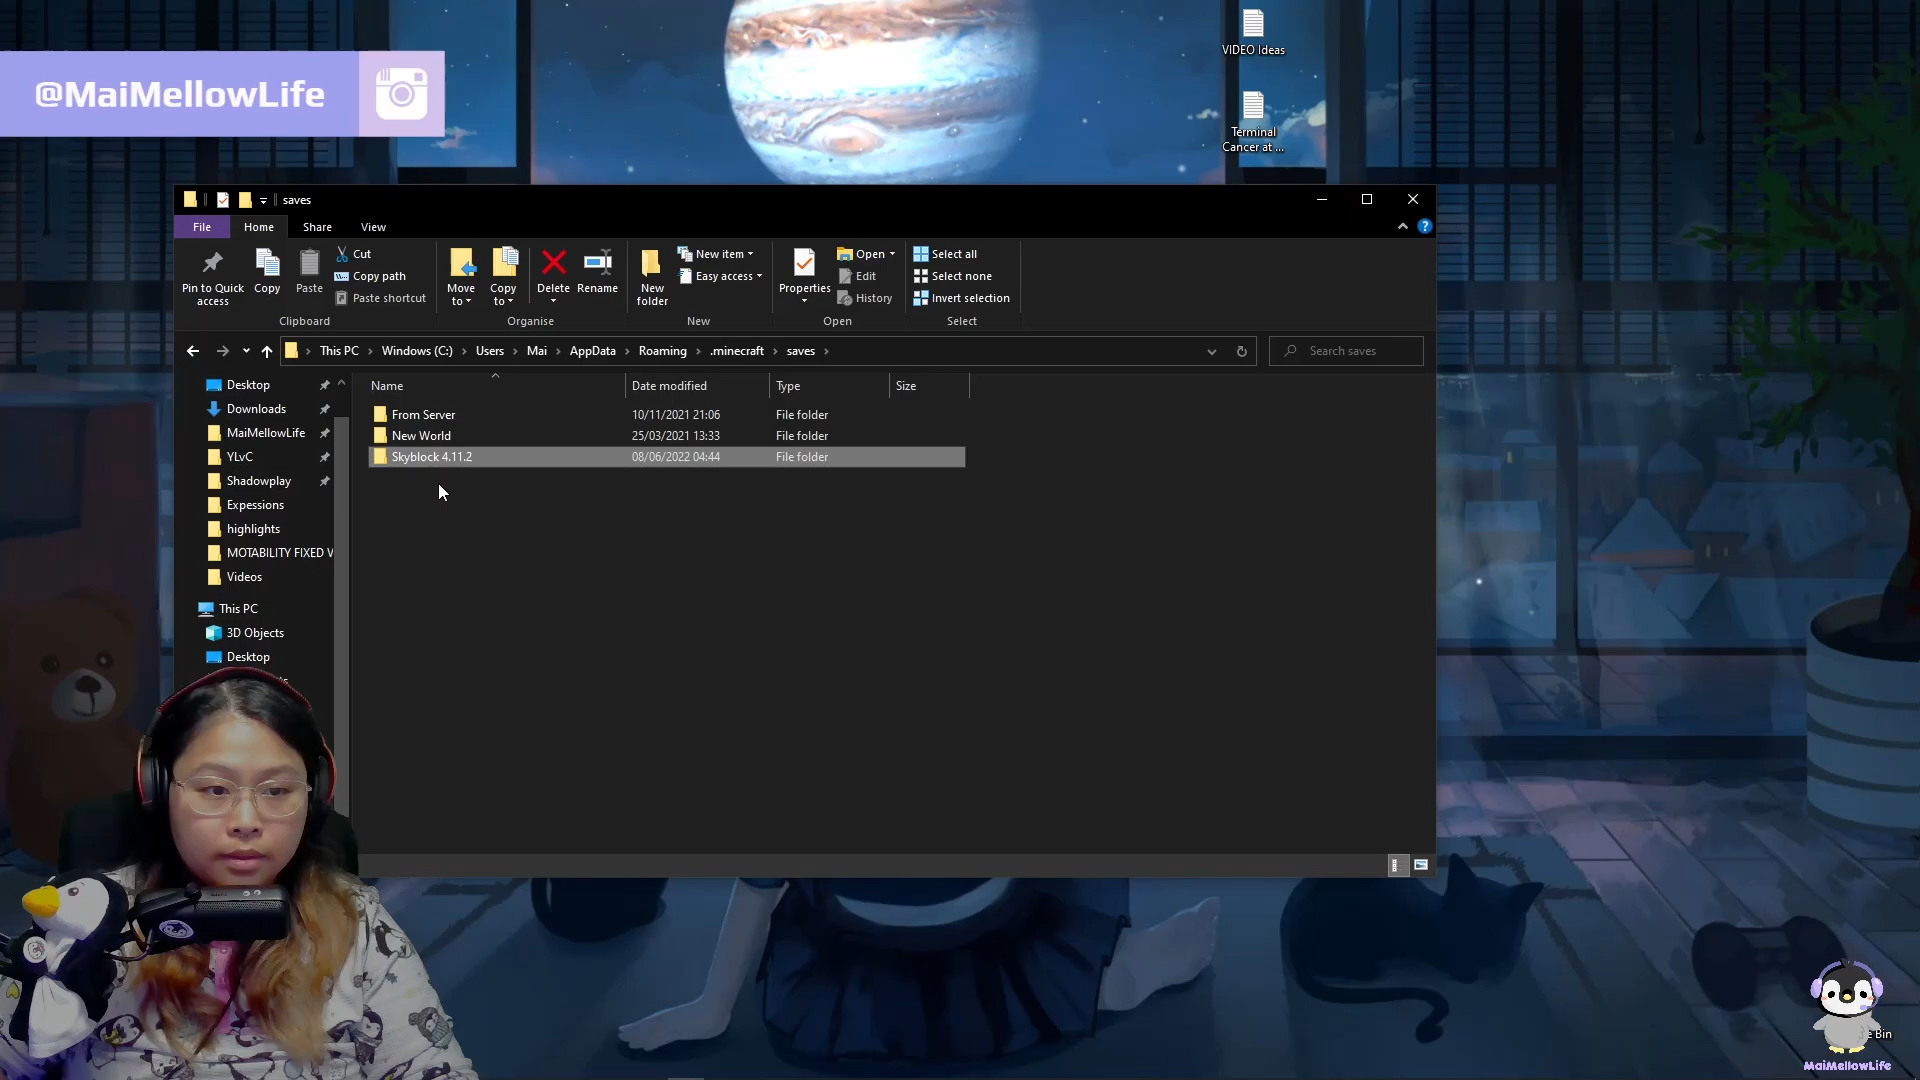 VIDEO Ideas
@MaiMellowLife
Terminal
Cancer at ...
saves
File
Home
Share
View
Pin to Quick
access
Copy
Paste
Cut
Copy path
Paste shortcut
Clipboard
Move
to
Copy
to
Delete
Rename
Organise
New
folder
New item
Easy access
New
Properties
Open
Edit
History
Open
Select all
Select none
Invert selection
Select
This PC
Windows (C:)
Users
Mai
AppData
Roaming
.minecraft
saves
Search saves
Desktop
Downloads
MaiMellowLife
YLvC
Shadowplay
Expessions
highlights
MOTABILITY FIXED V
Videos
This PC
3D Objects
Desktop
Name
Date modified
Type
Size
From Server
10/11/2021 21:06
File folder
New World
25/03/2021 13:33
File folder
Skyblock 4.11.2
08/06/2022 04:44
File folder
Bin
MaiMellowLife